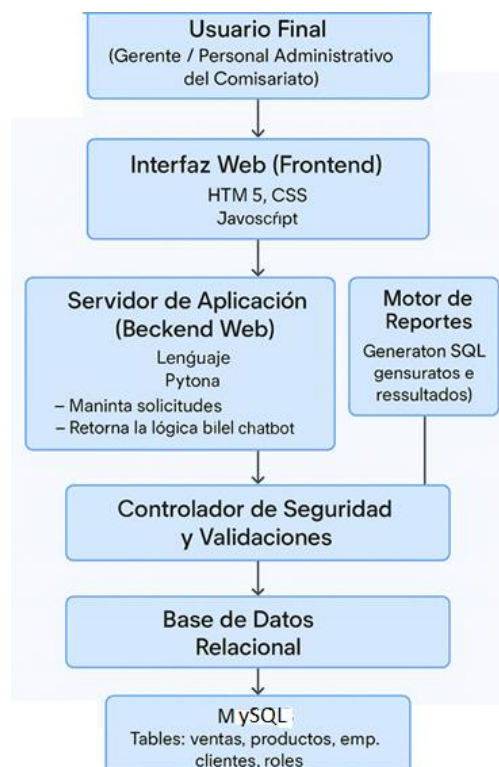 Usuario Final
(Gerente / Personal Administrativo
del Comisariato)
Interfaz Web (Frontend)
HTM 5, CSS
Javoscript
Servidor de Aplicación
(Beckend Web)
Lenguaje
Pytona
– Maninta solicitudes
– Retorna la lógica bilel chatbot
Motor de
Reportes
Generaton SQL
gensuratos e
ressultados)
Controlador de Seguridad
y Validaciones
Base de Datos
Relacional
MySQL
Tables: ventas, productos, emp.
clientes, roles